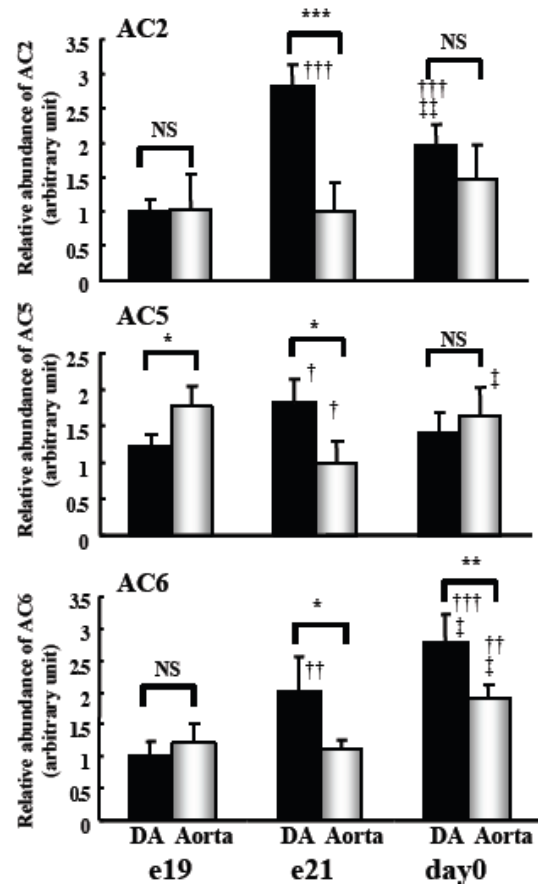 AC2
Relative abundance of AC2
(arbitrary unit)
3.5
3
2.5
2
1.5
1
0.5
0
NS
***
†††
NS
†††
‡‡
AC5
Relative abundance of AC5
(arbitrary unit)
2.5
2
1.5
1
0.5
0
*
*
†
†
NS
‡
AC6
Relative abundance of AC6
(arbitrary unit)
3.5
3
2.5
2
1.5
1
0.5
0
NS
*
††
**
†††
‡
††
‡
DA Aorta DA Aorta DA Aorta
e19 e21 day0